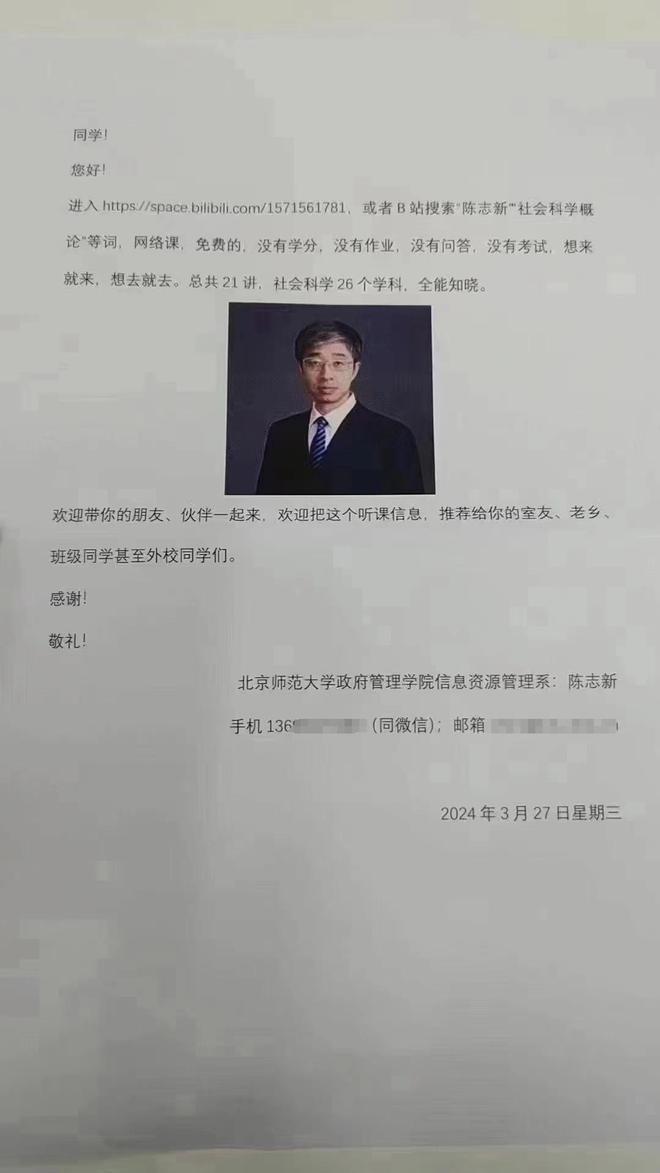 同学！
您好！
进入 https://space.bilibili.com/1571561781，或者 B 站搜索“陈志新”“社会科学概
论”等词，网络课，免费的，没有学分，没有作业，没有问答，没有考试，想来
就来，想去就去。总共 21 讲，社会科学 26 个学科，全能知晓。
欢迎带你的朋友、伙伴一起来，欢迎把这个听课信息，推荐给你的室友、老乡、
班级同学甚至外校同学们。
感谢！
敬礼！
北京师范大学政府管理学院信息资源管理系：陈志新
手机 136 （同微信）；邮箱
2024 年 3 月 27 日星期三